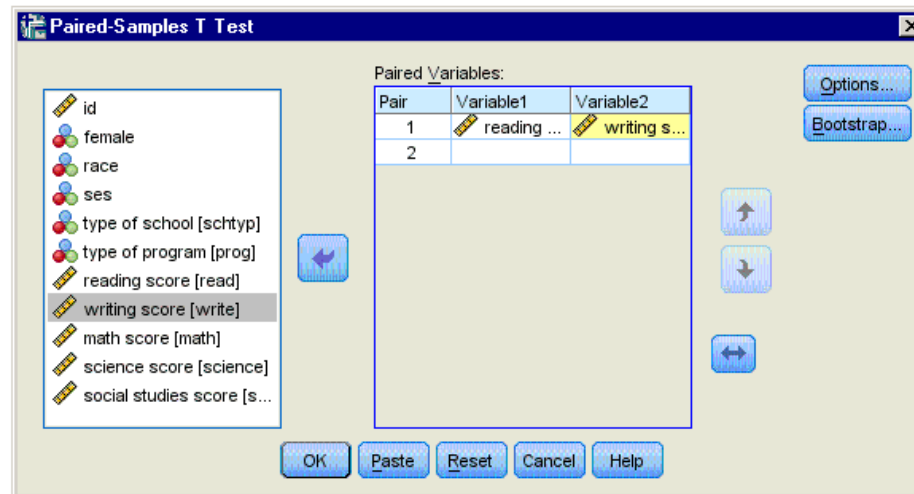 Paired-Samples T Test
id
female
race
ses
type of school [schtyp]
type of program [prog]
reading score [read]
writing score [write]
math score [math]
science score [science]
social studies score [s...
Paired Variables:
Pair Variable1 Variable2
1 reading ... writing s...
2
Options...
Bootstrap...
OK Paste Reset Cancel Help